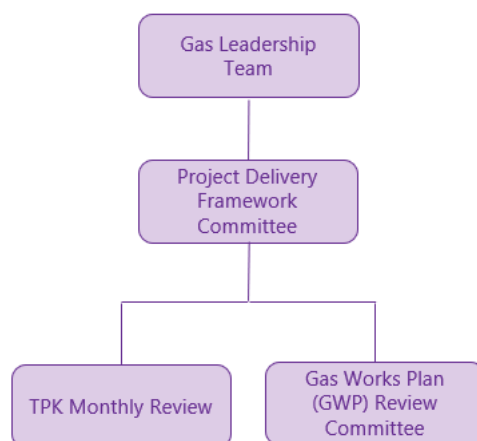 Gas Leadership
Team
Project Delivery
Framework
Committee
TPK Monthly Review
Gas Works Plan
(GWP) Review
Committee